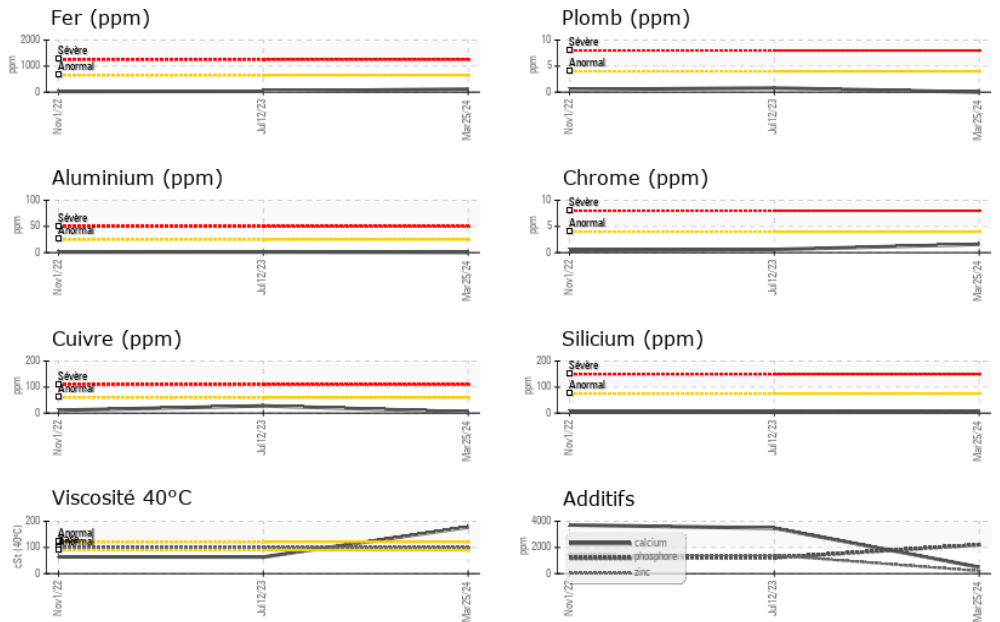 Fer (ppm)
2000
1000
0
ppm
Sévère
Anormal
Nov1/22
Jul12/23
Mar25/24
Plomb (ppm)
10
5
0
ppm
Sévère
Anormal
Nov1/22
Jul12/23
Mar25/24
Aluminium (ppm)
100
50
0
ppm
Sévère
Anormal
Nov1/22
Jul12/23
Mar25/24
Chrome (ppm)
10
5
0
ppm
Sévère
Anormal
Nov1/22
Jul12/23
Mar25/24
Cuivre (ppm)
200
100
0
ppm
Sévère
Anormal
Nov1/22
Jul12/23
Mar25/24
Silicium (ppm)
200
100
0
ppm
Sévère
Anormal
Nov1/22
Jul12/23
Mar25/24
Viscosité 40°C
200
100
0
cSt (40°C)
Anormal
Anormal
Nov1/22
Jul12/23
Mar25/24
Additifs
4000
2000
0
ppm
calcium
phosphore
zinc
Nov1/22
Jul12/23
Mar25/24